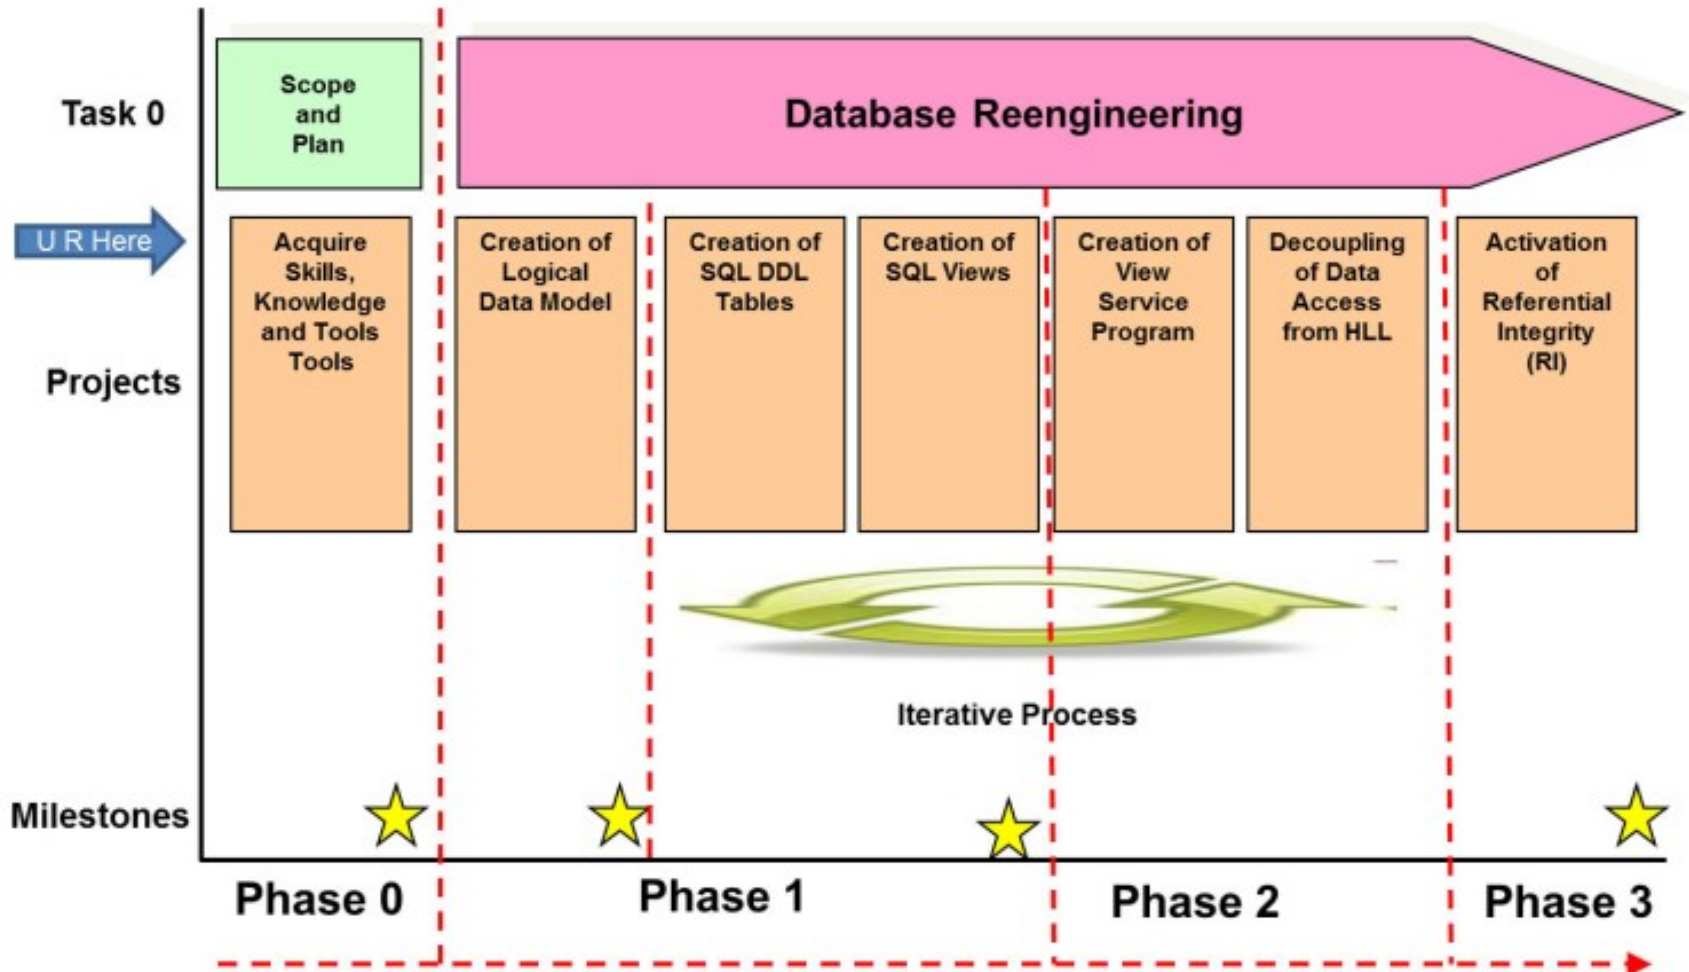 Task 0
Scope
and
Plan
Database Reengineering
U R Here
Projects
Acquire
Skills,
Knowledge
and Tools
Tools
Creation of
Logical
Data Model
Creation of
SQL DDL
Tables
Creation of
SQL Views
Creation of
View
Service
Program
Decoupling
of Data
Access
from HLL
Activation
of
Referential
Integrity
(RI)
Iterative Process
Milestones
Phase 0
Phase 1
Phase 2
Phase 3